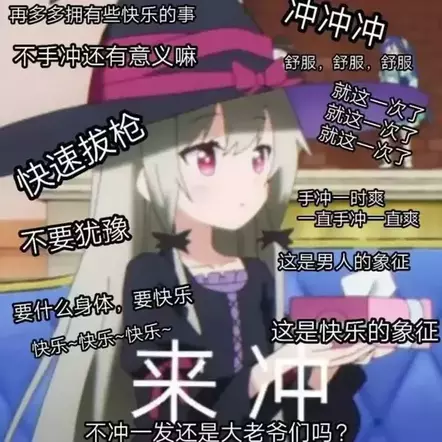 再多多拥有些快乐的事
冲冲冲
不手冲还有意义嘛
舒服，舒服，舒服
就这一次了
就这一次了
就这一次了
快速拔枪
手冲一时爽
一直手冲一直爽
不要犹豫
这是男人的象征
要什么身体，要快乐
快乐~快乐~快乐~
这是快乐的象征
来冲
不冲一发还是大老爷们吗？